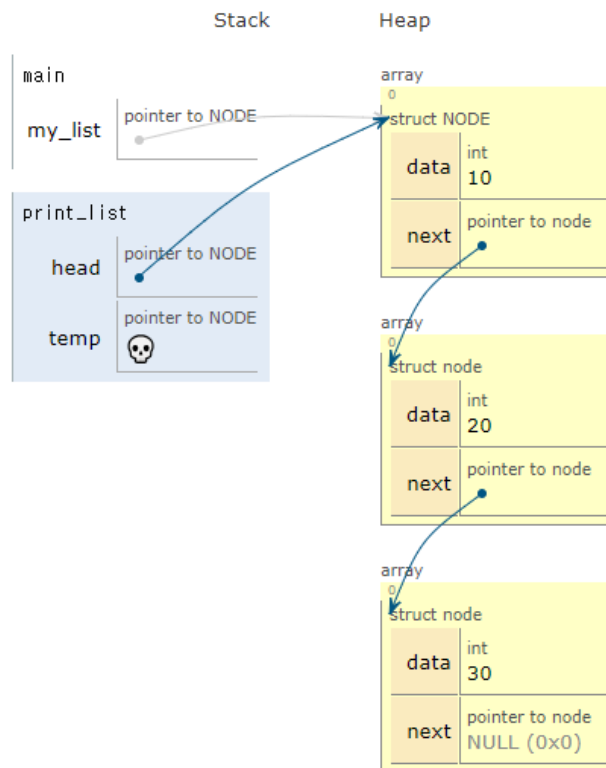 Stack Heap
main
my_list pointer to NODE
print_list
head pointer to NODE
temp pointer to NODE
array
0
struct NODE
data int
10
next pointer to node
array
0
struct node
data int
20
next pointer to node
array
0
struct node
data int
30
next pointer to node
NULL (0x0)